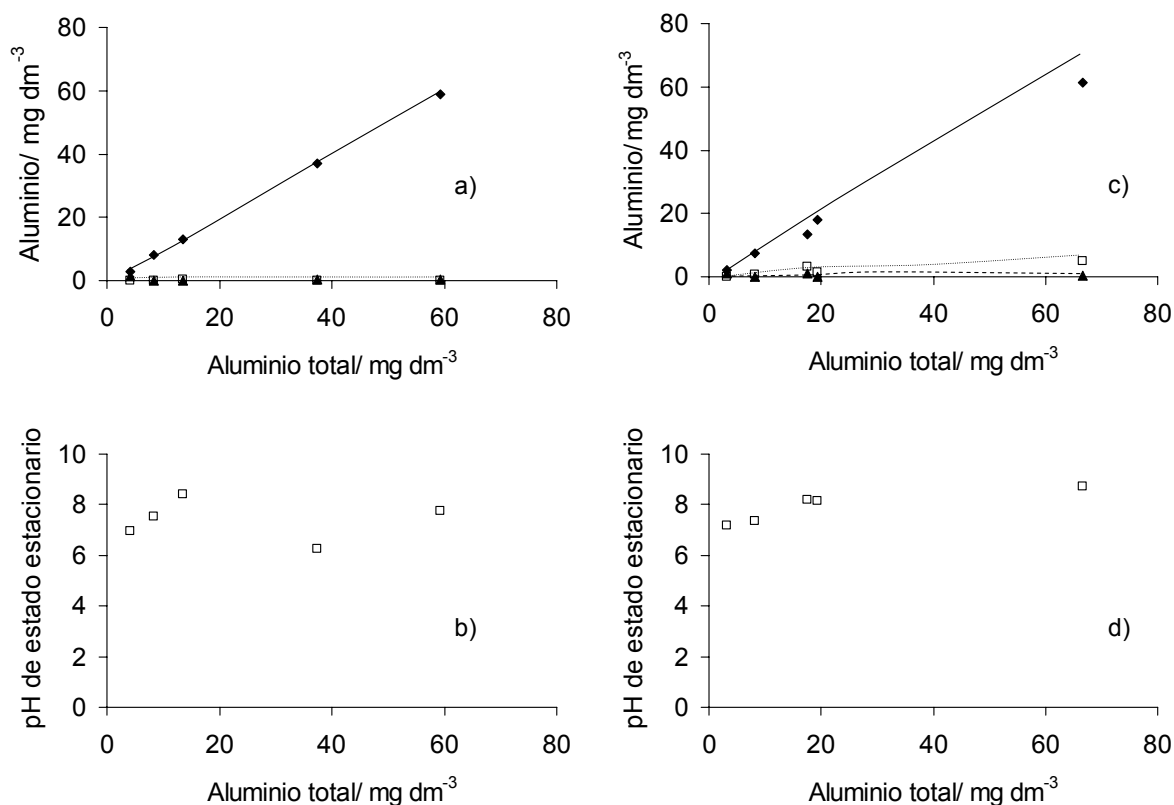 80
60
40
20
0
0 20 40 60 80
Aluminio/ mg dm⁻³
Aluminio total/ mg dm⁻³
a)
80
60
40
20
0
0 20 40 60 80
Aluminio/ mg dm⁻³
Aluminio total/ mg dm⁻³
c)
10
8
6
4
2
0
0 20 40 60 80
pH de estado estacionario
Aluminio total/ mg dm⁻³
b)
10
8
6
4
2
0
0 20 40 60 80
pH de estado estacionario
Aluminio total/ mg dm⁻³
d)